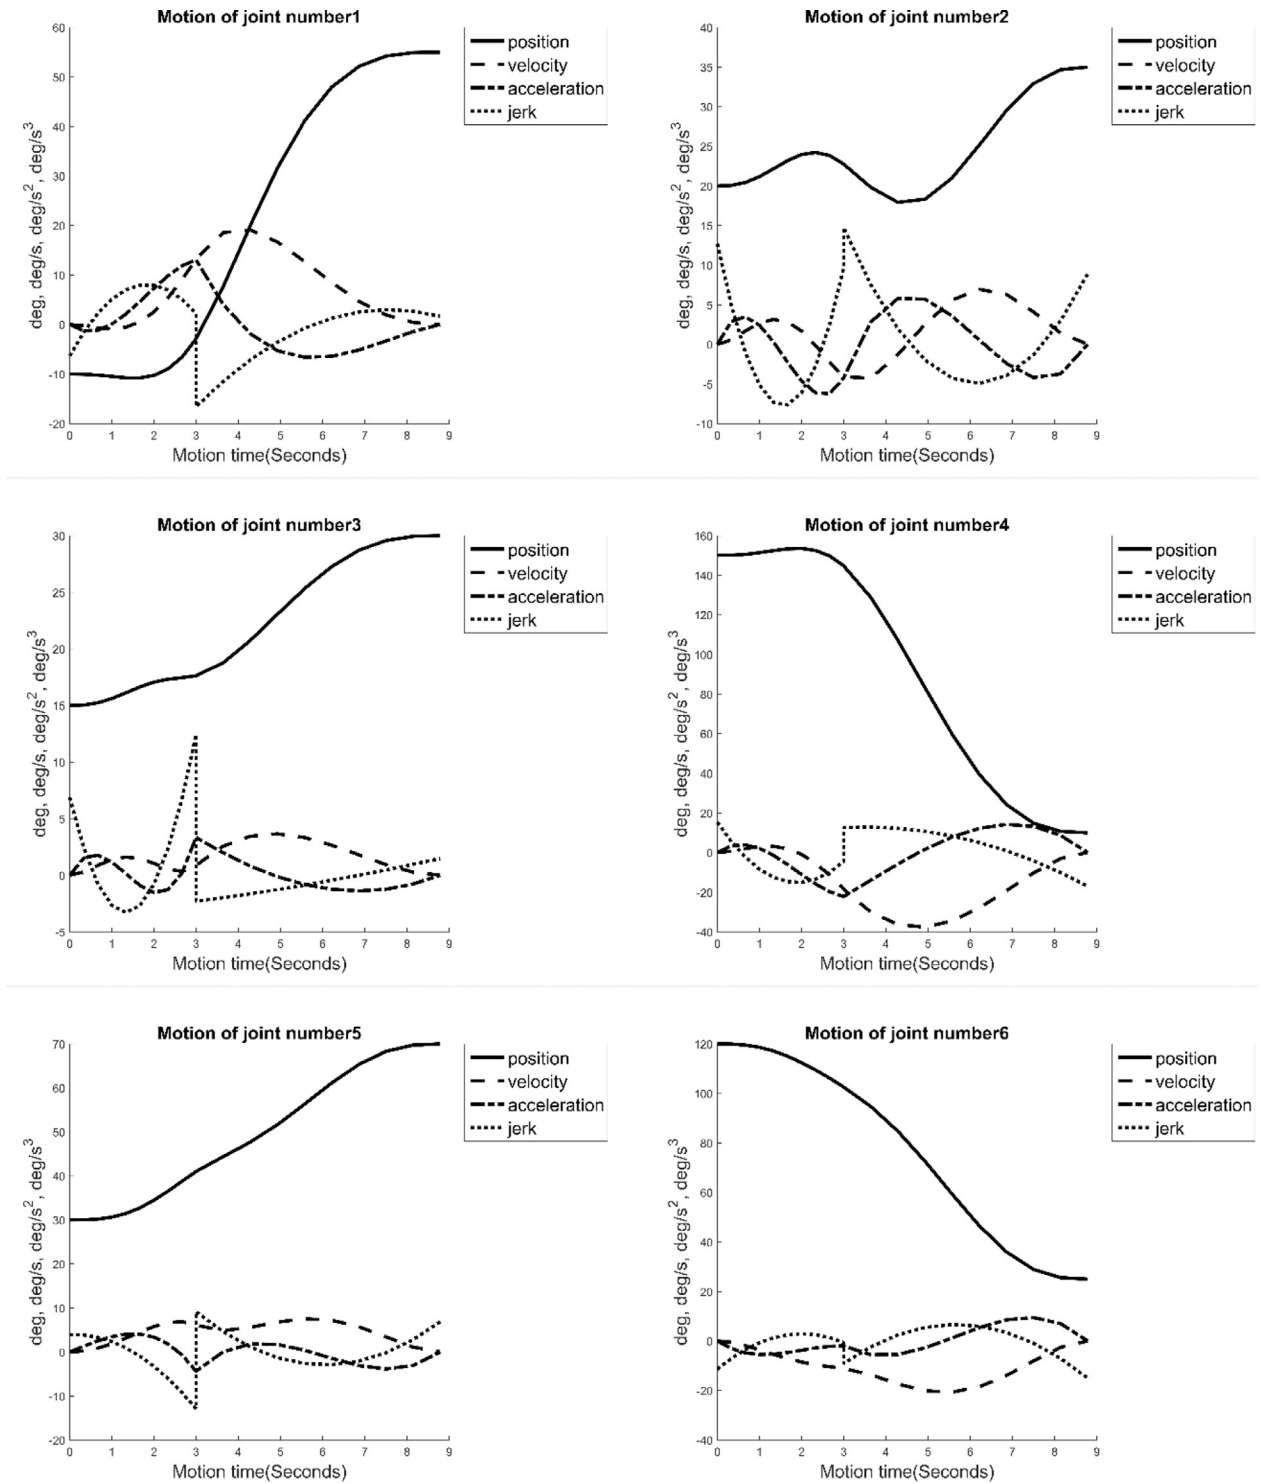 Motion of joint number1
60
50
40
30
20
10
0
-10
-20
deg, deg/s, deg/s², deg/s³
0 1 2 3 4 5 6 7 8 9
Motion time(Seconds)
position
velocity
acceleration
jerk
Motion of joint number2
40
35
30
25
20
15
10
5
0
-5
-10
deg, deg/s, deg/s², deg/s³
0 1 2 3 4 5 6 7 8 9
Motion time(Seconds)
position
velocity
acceleration
jerk
Motion of joint number3
30
25
20
15
10
5
0
-5
deg, deg/s, deg/s², deg/s³
0 1 2 3 4 5 6 7 8 9
Motion time(Seconds)
position
velocity
acceleration
jerk
Motion of joint number4
160
140
120
100
80
60
40
20
0
-20
-40
deg, deg/s, deg/s², deg/s³
0 1 2 3 4 5 6 7 8 9
Motion time(Seconds)
position
velocity
acceleration
jerk
Motion of joint number5
70
60
50
40
30
20
10
0
-10
-20
deg, deg/s, deg/s², deg/s³
0 1 2 3 4 5 6 7 8 9
Motion time(Seconds)
position
velocity
acceleration
jerk
Motion of joint number6
120
100
80
60
40
20
0
-20
-40
deg, deg/s, deg/s², deg/s³
0 1 2 3 4 5 6 7 8 9
Motion time(Seconds)
position
velocity
acceleration
jerk